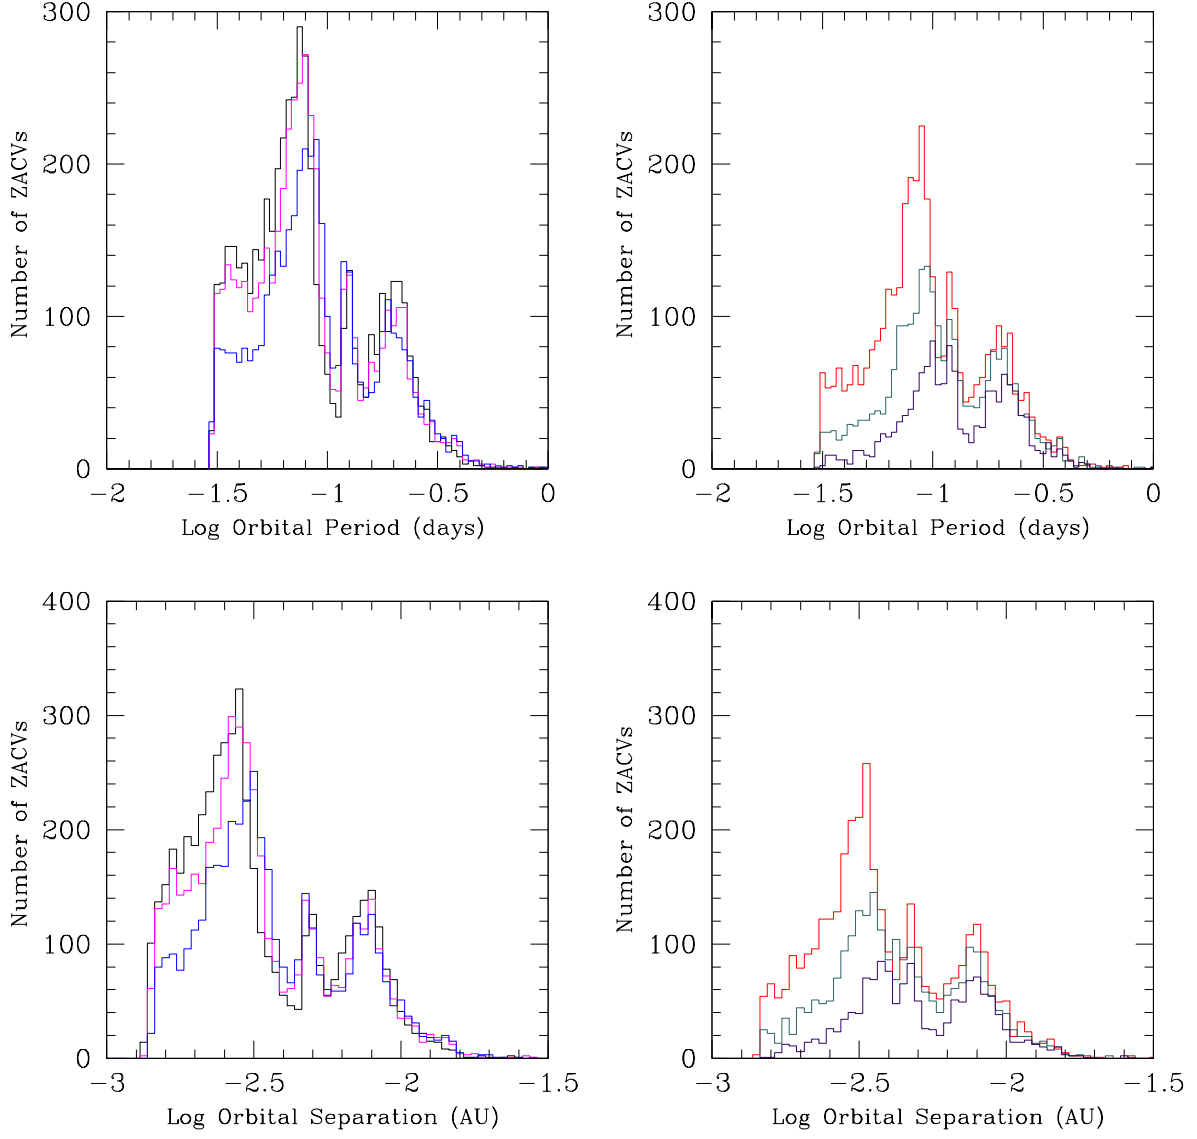 300
200
100
0
Number of ZACVs
−2 −1.5 −1 −0.5 0
Log Orbital Period (days)
300
200
100
0
Number of ZACVs
−2 −1.5 −1 −0.5 0
Log Orbital Period (days)
400
300
200
100
0
Number of ZACVs
−3 −2.5 −2 −1.5
Log Orbital Separation (AU)
400
300
200
100
0
Number of ZACVs
−3 −2.5 −2 −1.5
Log Orbital Separation (AU)